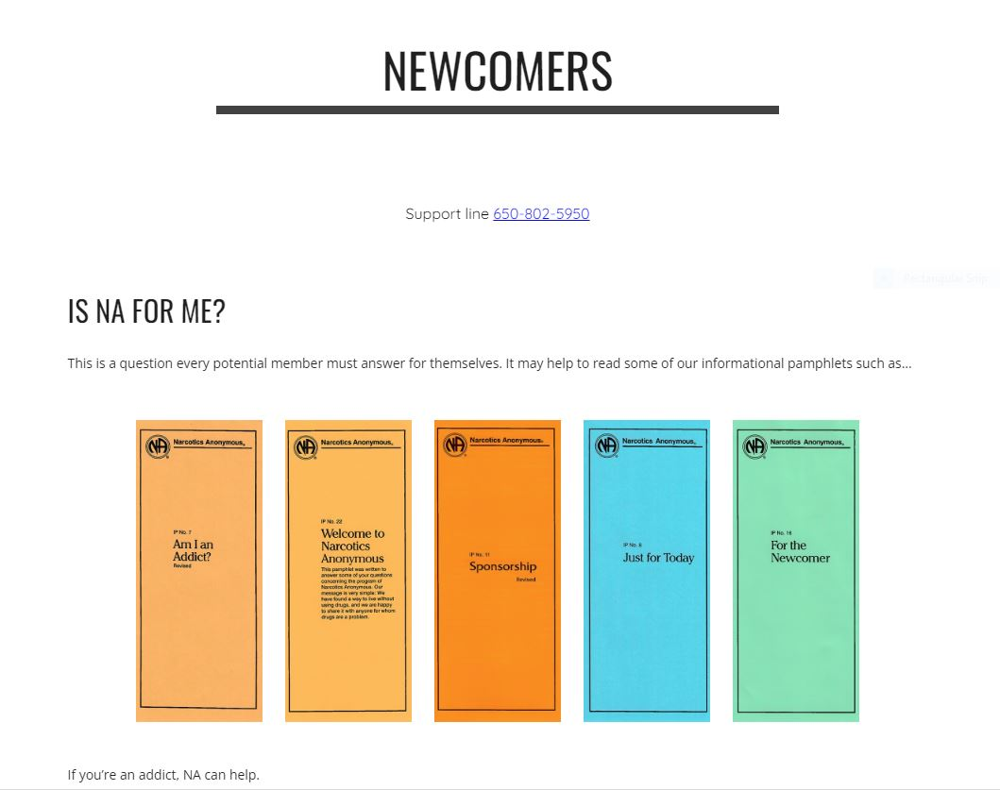 NEWCOMERS
Support line 650-802-5950
Rectangular Snip
IS NA FOR ME?
This is a question every potential member must answer for themselves. It may help to read some of our informational pamphlets such as...
NA Narcotics Anonymous®
IP No. 7
Am I an
Addict?
Revised
NA Narcotics Anonymous®
IP No. 22
Welcome to
Narcotics
Anonymous
This pamphlet was written to
answer some of your questions
concerning the program of
Narcotics Anonymous. Our
message is very simple: We
have found a way to live without
using drugs, and we are happy
to share it with anyone for whom
drugs are a problem.
NA Narcotics Anonymous®
IP No. 11
Sponsorship
Revised
NA Narcotics Anonymous®
IP No. 8
Just for Today
NA Narcotics Anonymous®
IP No. 16
For the
Newcomer
If you’re an addict, NA can help.